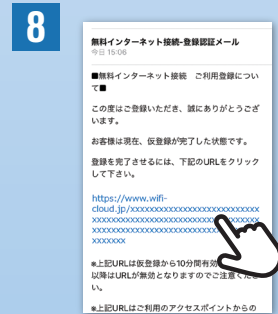 8
無料インターネット接続-登録認証メール
今日 15:06
■無料インターネット接続 ご利用登録につい
て■
この度はご登録いただき、誠にありがとうござ
います。
お客様は現在、仮登録が完了した状態です。
登録を完了させるには、下記のURLをクリック
して下さい。
https://www.wifi-
cloud.jp/xxxxxxxxxxxxxxxxxxxxxxxxxx
xxxxxxxxxxxxxxxxxxxxxxxxxxxxxxxxxx
xxxxxxxxxxxxxxxxxxxxxxxxx
xxxxxxx
※上記URLは仮登録から10分間有効
以降はURLが無効となりますのでご注意くださ
い。
※上記URLはご利用のアクセスポイントからの